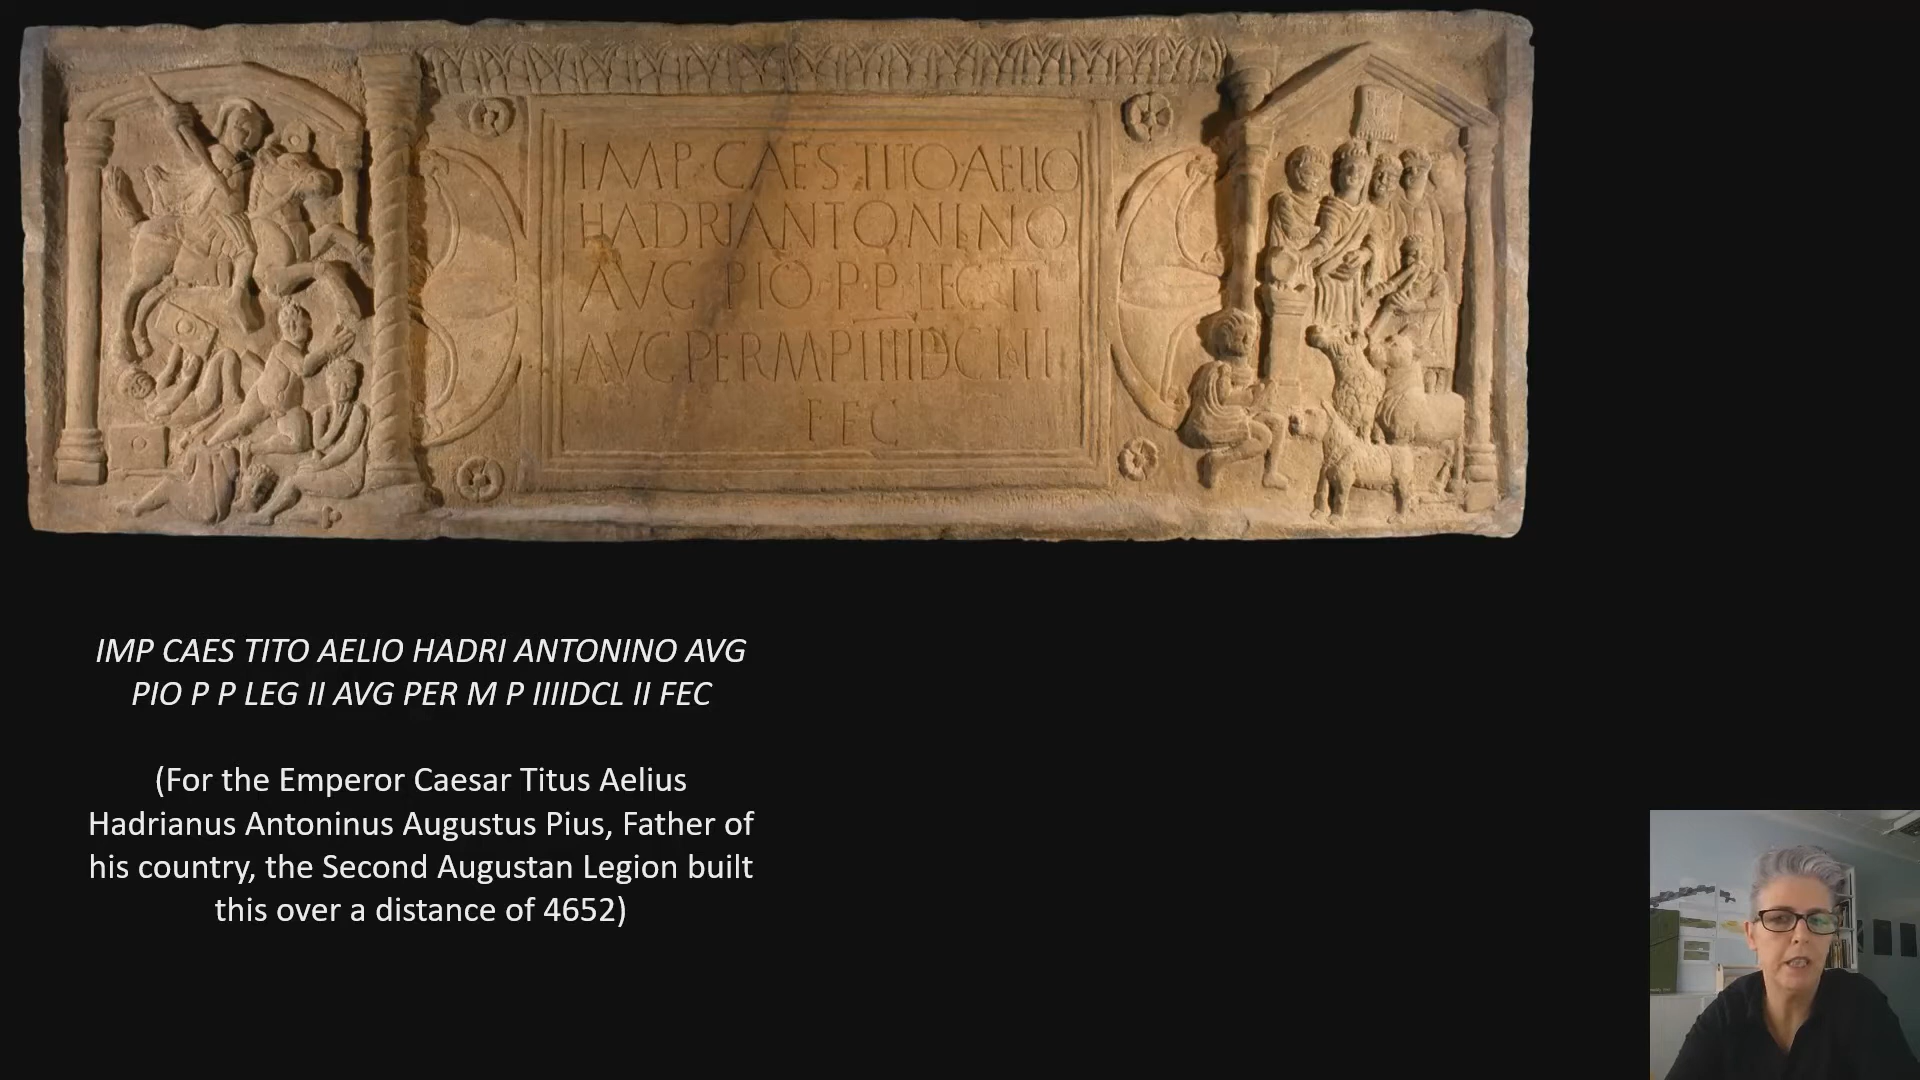 IMP·CAES·TITO·AELIO
HADRIANTONINO
AVG·PIO·P·P·LEG·II
AVG PER M P IIII DCLII
FEC
IMP CAES TITO AELIO HADRI ANTONINO AVG
PIO P P LEG II AVG PER M P IIIIDCL II FEC
(For the Emperor Caesar Titus Aelius
Hadrianus Antoninus Augustus Pius, Father of
his country, the Second Augustan Legion built
this over a distance of 4652)